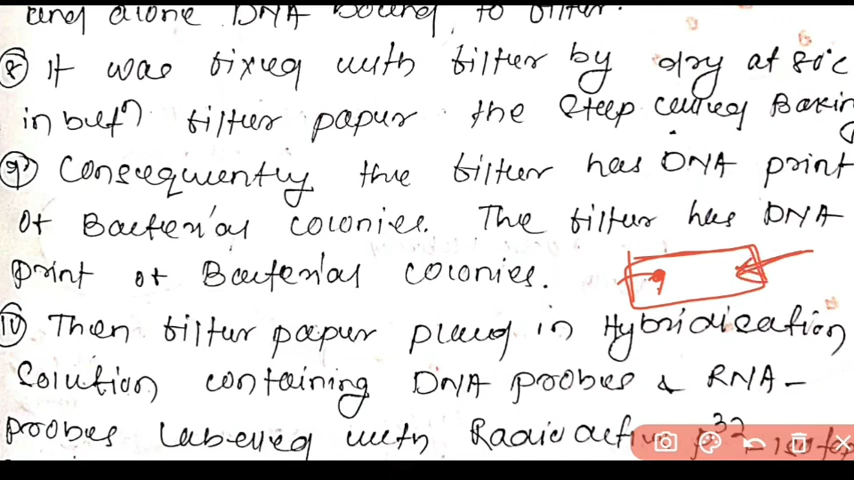 and alone DNA bound to filter.
⑧ It was fixed with filter by dry at 80°c
in betⁿ filter paper the Step called Baking
⑨ Consequently the filter has DNA print
of Bacterial colonies. The filter has DNA
print of Bacterial colonies.
⑩ Then filter paper placed in Hybridization
Solution containing DNA probes & RNA-
probes labelled with Radio active P³²-